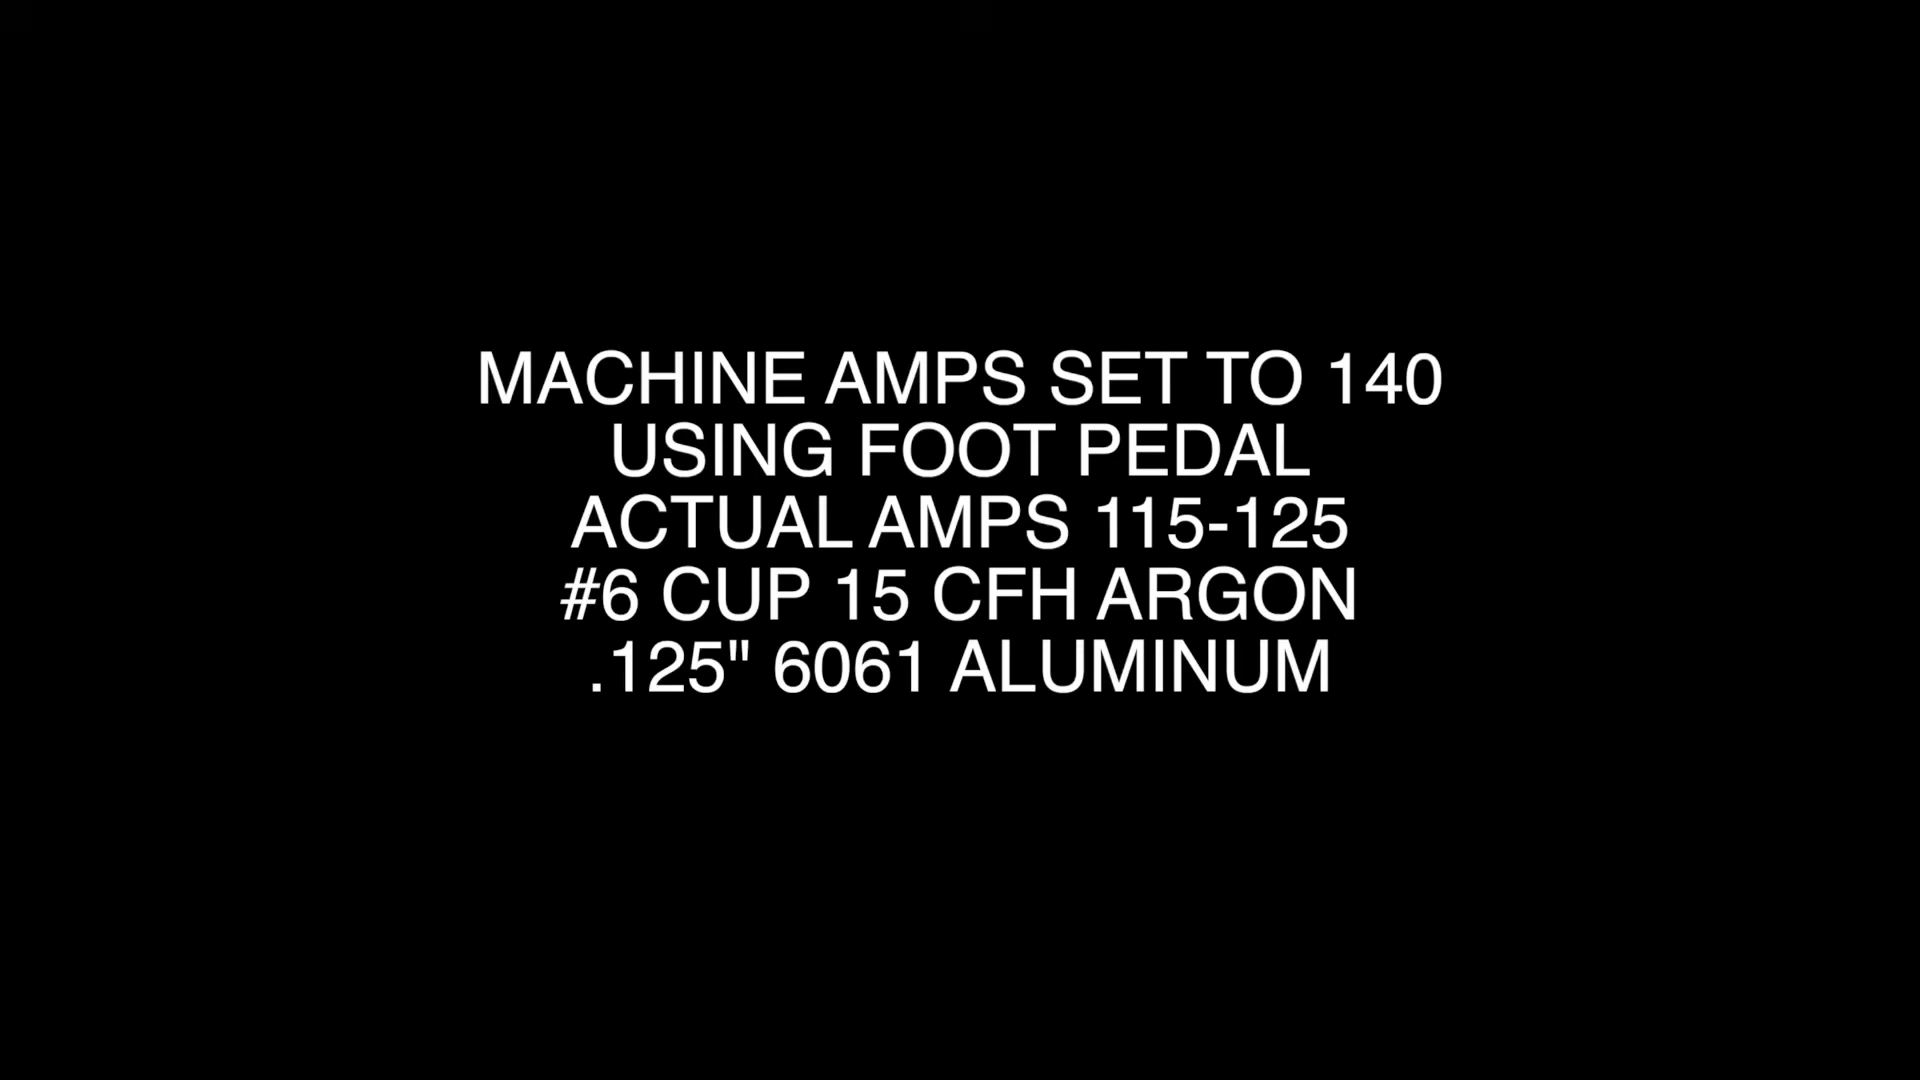 MACHINE AMPS SET TO 140
USING FOOT PEDAL
ACTUAL AMPS 115-125
#6 CUP 15 CFH ARGON
.125" 6061 ALUMINUM